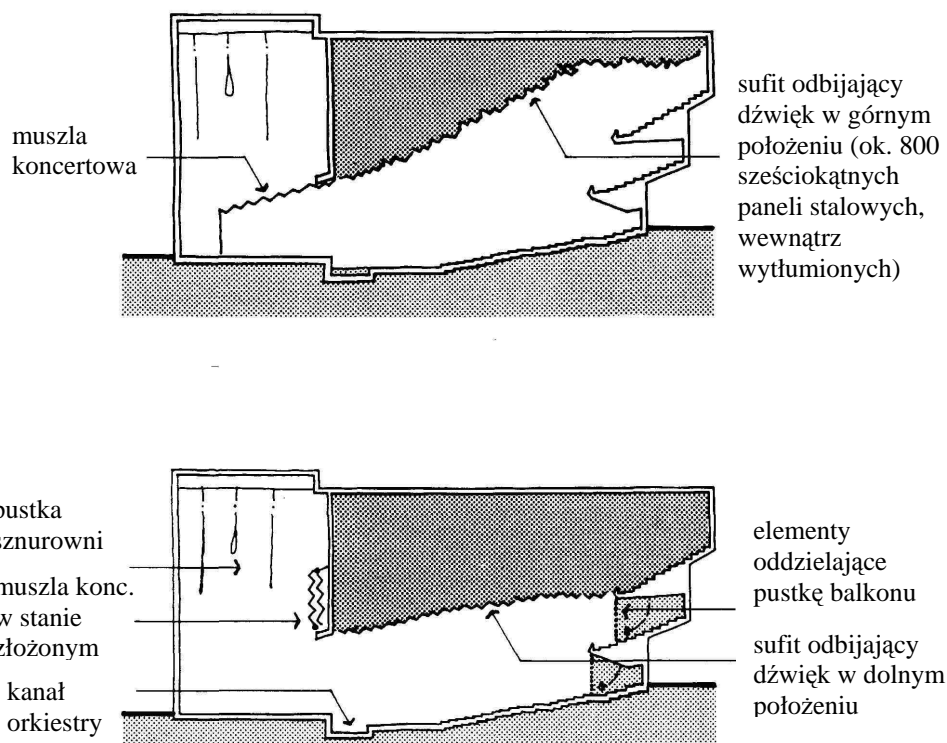 muszla
koncertowa
sufit odbijający
dźwięk w górnym
położeniu (ok. 800
sześciokątnych
paneli stalowych,
wewnątrz
wytłumionych)
pustka
sznurowni
muszla konc.
w stanie
złożonym
kanał
orkiestry
elementy
oddzielające
pustkę balkonu
sufit odbijający
dźwięk w dolnym
położeniu